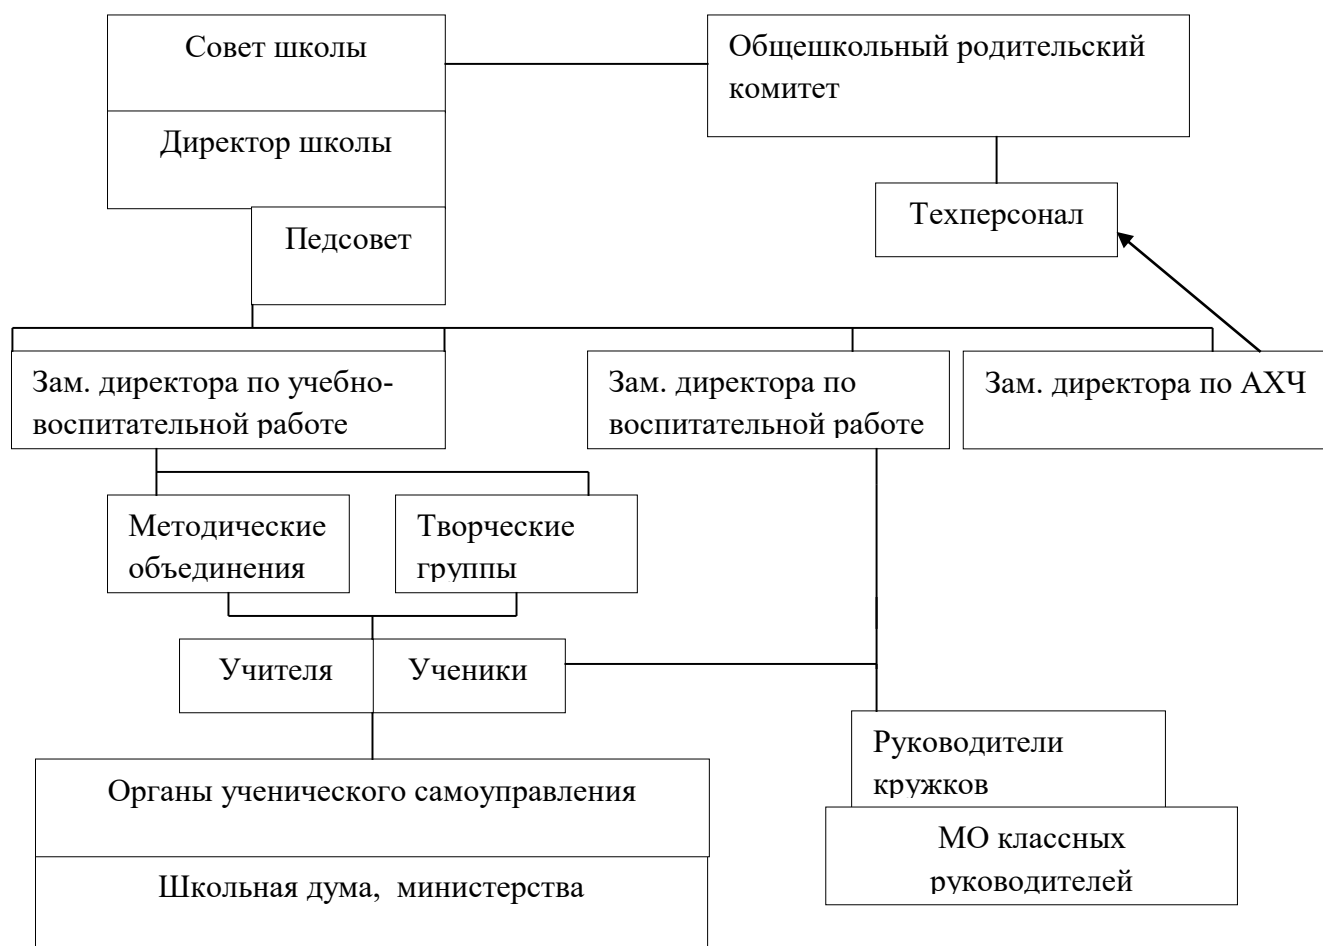 Совет школы
Общешкольный родительский
комитет
Директор школы
Техперсонал
Педсовет
Зам. директора по учебно-
воспитательной работе
Зам. директора по
воспитательной работе
Зам. директора по АХЧ
Методические
объединения
Творческие
группы
Учителя
Ученики
Руководители
кружков
Органы ученического самоуправления
МО классных
руководителей
Школьная дума, министерства